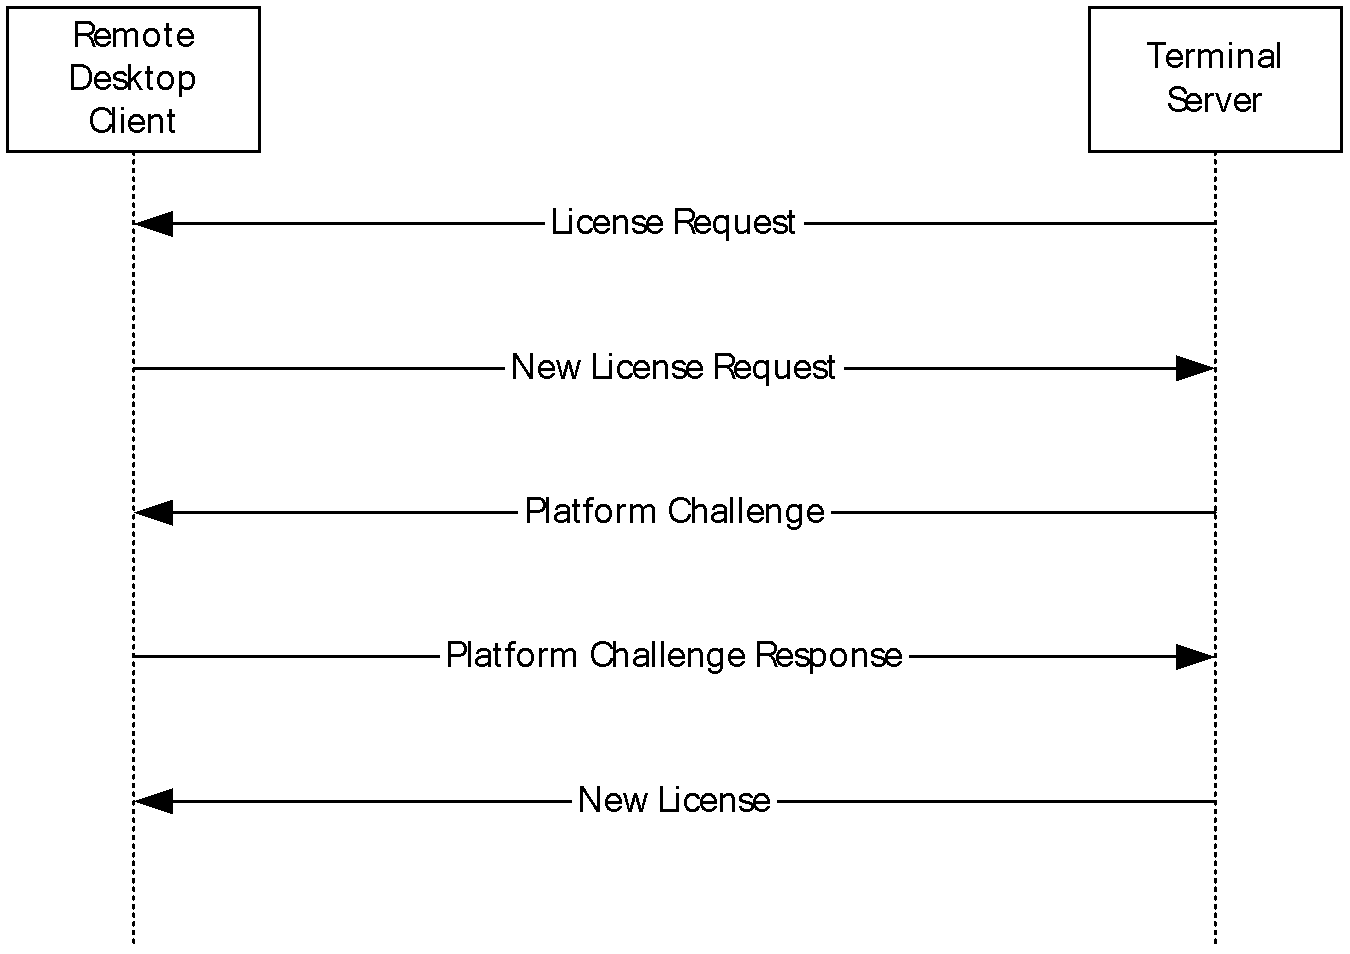 Remote
Desktop
Client
Terminal
Server
License Request
New License Request
Platform Challenge
Platform Challenge Response
New License